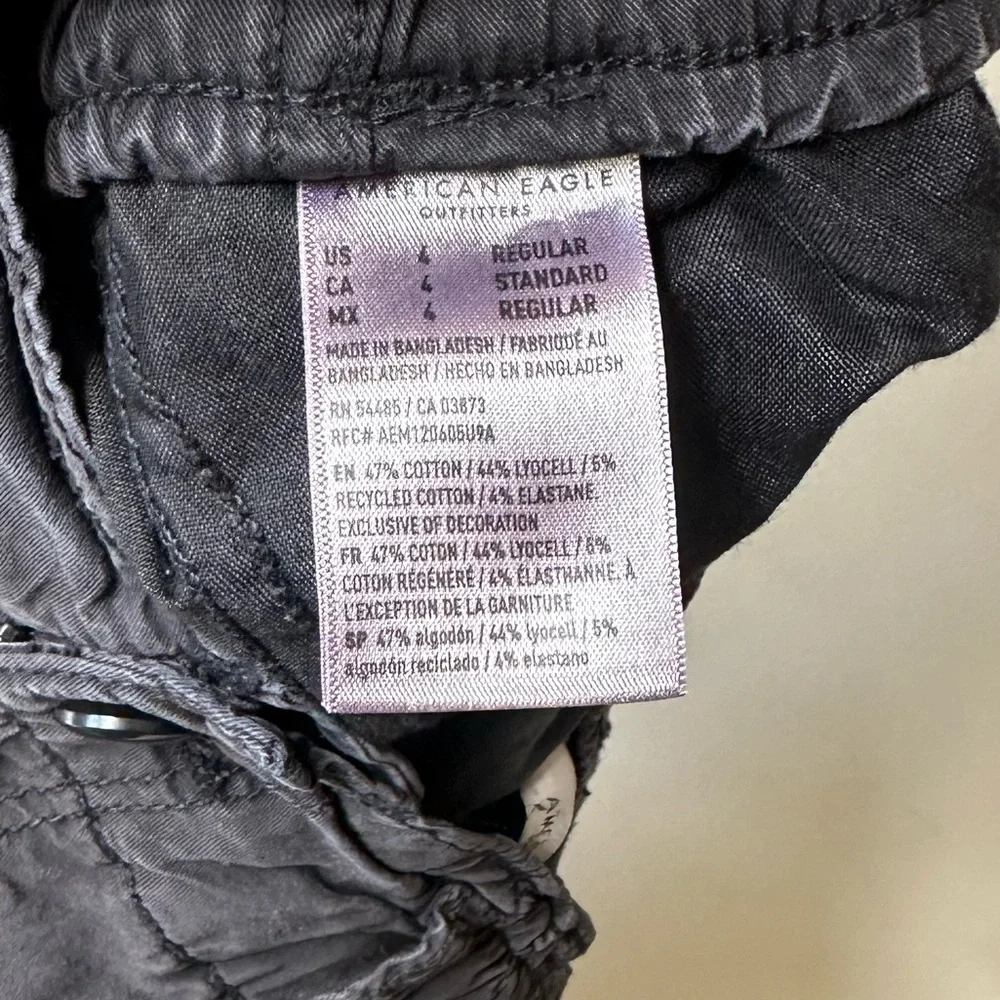 AMERICAN EAGLE
OUTFITTERS
US 4 REGULAR
CA 4 STANDARD
MX 4 REGULAR
MADE IN BANGLADESH / FABRIQUÉ AU
BANGLADESH / HECHO EN BANGLADESH
RN 54485 / CA 03873
RFC# AEM120605U9A
EN 47% COTTON / 44% LYOCELL / 5%
RECYCLED COTTON / 4% ELASTANE.
EXCLUSIVE OF DECORATION
FR 47% COTON / 44% LYOCELL / 5%
COTON RÉGÉNÉRÉ / 4% ÉLASTHANNE. À
L'EXCEPTION DE LA GARNITURE
SP 47% algodón / 44% lyocell / 5%
algodón reciclado / 4% elastano